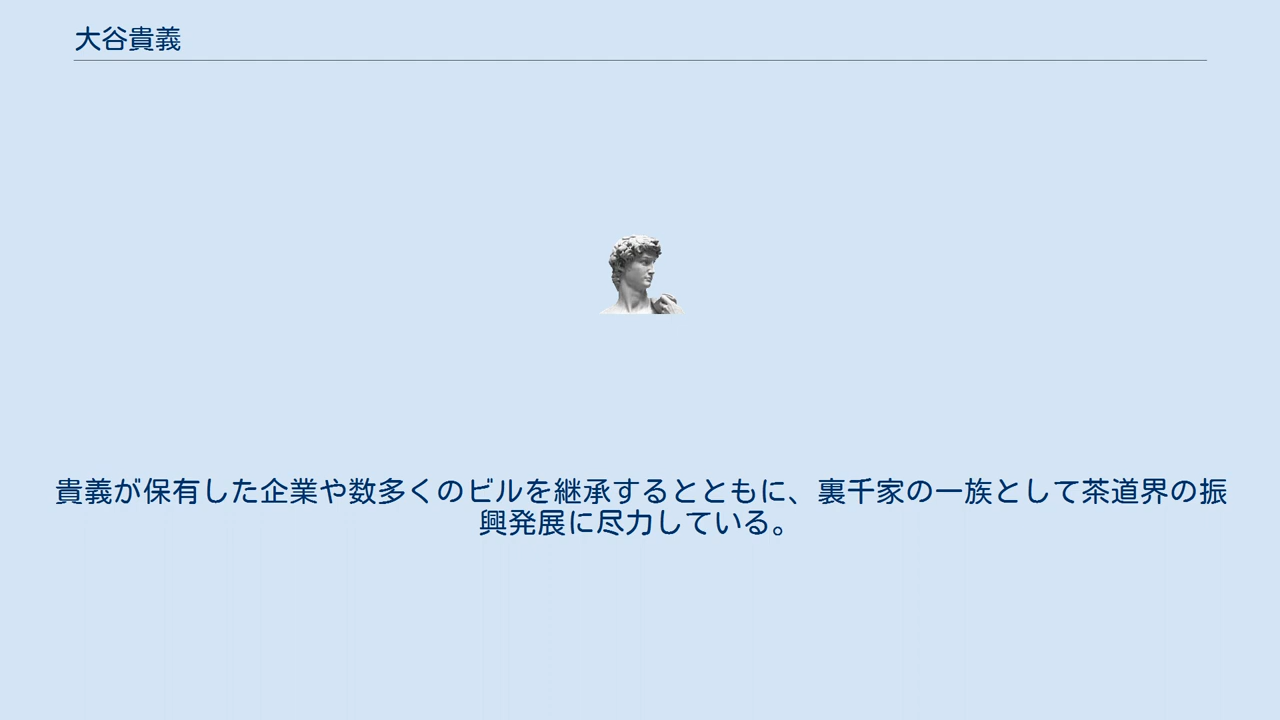 大谷貴義
貴義が保有した企業や数多くのビルを継承するとともに、裏千家の一族として茶道界の振
興発展に尽力している。